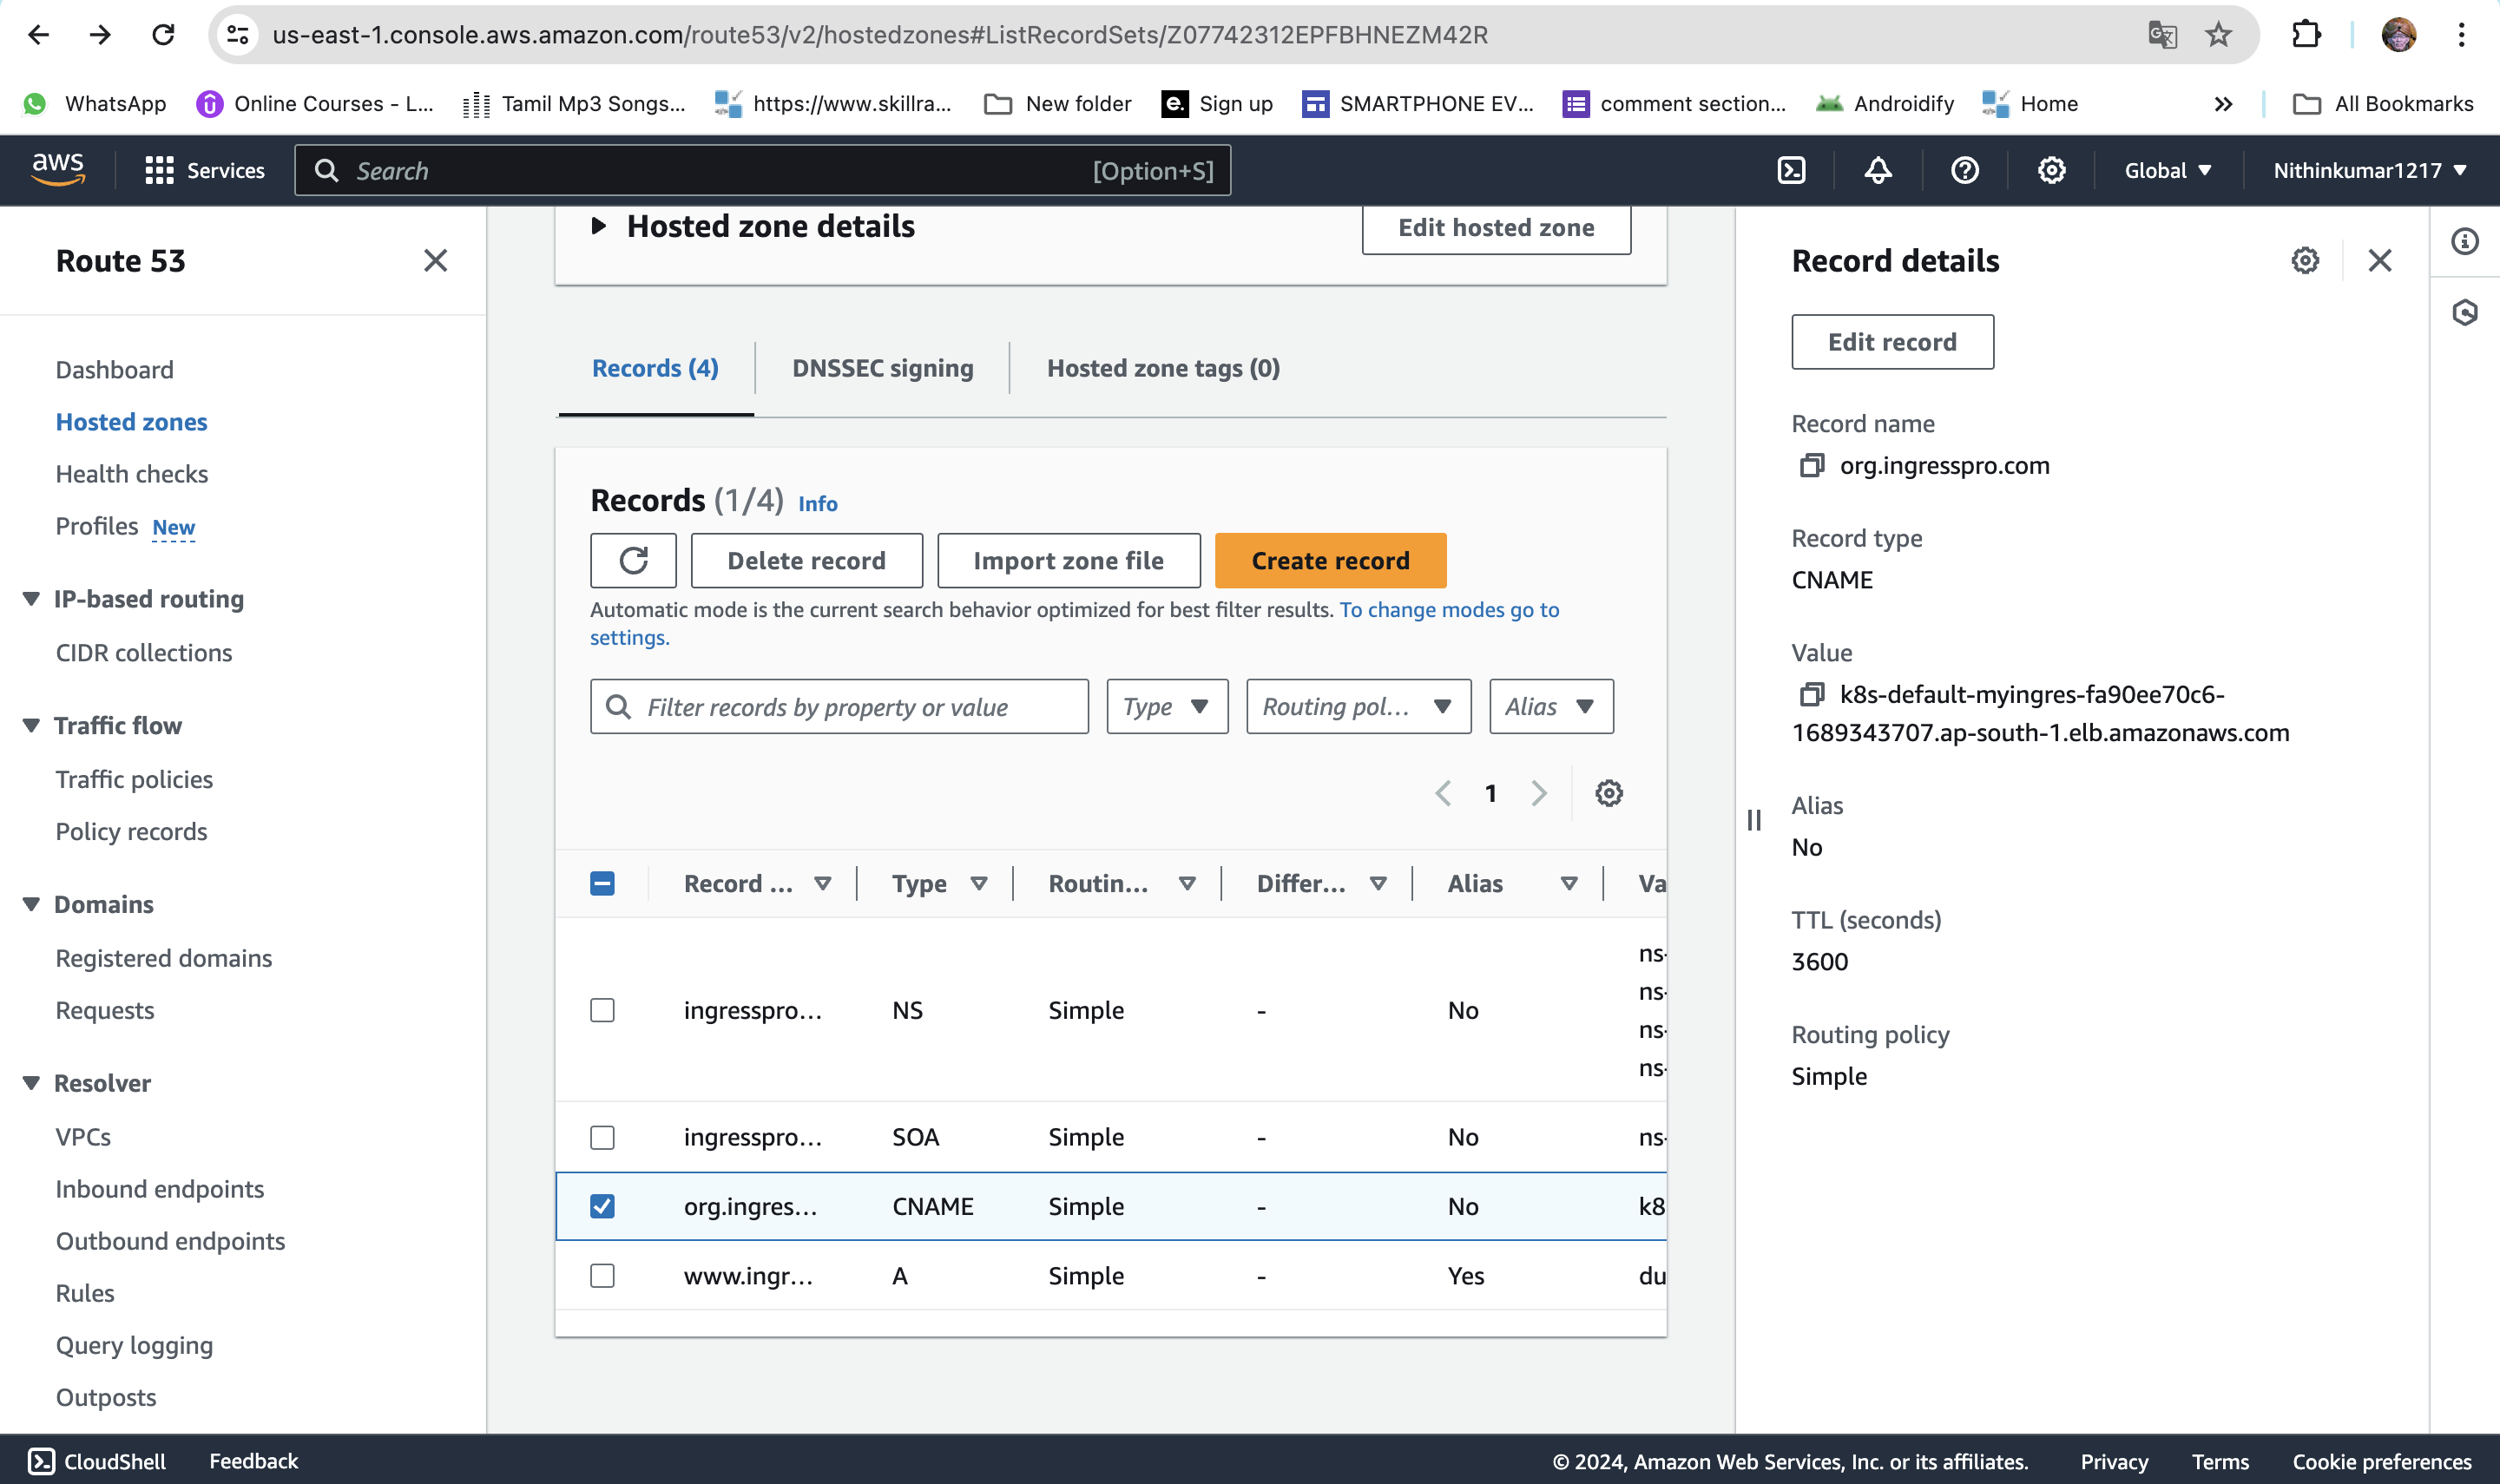 us-east-1.console.aws.amazon.com/route53/v2/hostedzones#ListRecordSets/Z07742312EPFBHNEZM42R
WhatsApp
Online Courses - L...
Tamil Mp3 Songs...
https://www.skillra...
New folder
e. Sign up
SMARTPHONE EV...
comment section...
Androidify
Home
All Bookmarks
aws
Services
Search
[Option+S]
Global
Nithinkumar1217
Route 53
Dashboard
Hosted zones
Health checks
Profiles New
IP-based routing
CIDR collections
Traffic flow
Traffic policies
Policy records
Domains
Registered domains
Requests
Resolver
VPCs
Inbound endpoints
Outbound endpoints
Rules
Query logging
Outposts
Hosted zone details
Edit hosted zone
Records (4)
DNSSEC signing
Hosted zone tags (0)
Records (1/4) Info
Delete record
Import zone file
Create record
Automatic mode is the current search behavior optimized for best filter results. To change modes go to
settings.
Filter records by property or value
Type
Routing pol...
Alias
1
Record ... Type Routin... Differ... Alias Va
ingresspro... NS Simple - No
ns-
ns-
ns-
ns-
ingresspro... SOA Simple - No ns-
org.ingres... CNAME Simple - No k8
www.ingr... A Simple - Yes du
Record details
Edit record
Record name
org.ingresspro.com
Record type
CNAME
Value
k8s-default-myingres-fa90ee70c6-
1689343707.ap-south-1.elb.amazonaws.com
Alias
No
TTL (seconds)
3600
Routing policy
Simple
CloudShell
Feedback
© 2024, Amazon Web Services, Inc. or its affiliates.
Privacy
Terms
Cookie preferences